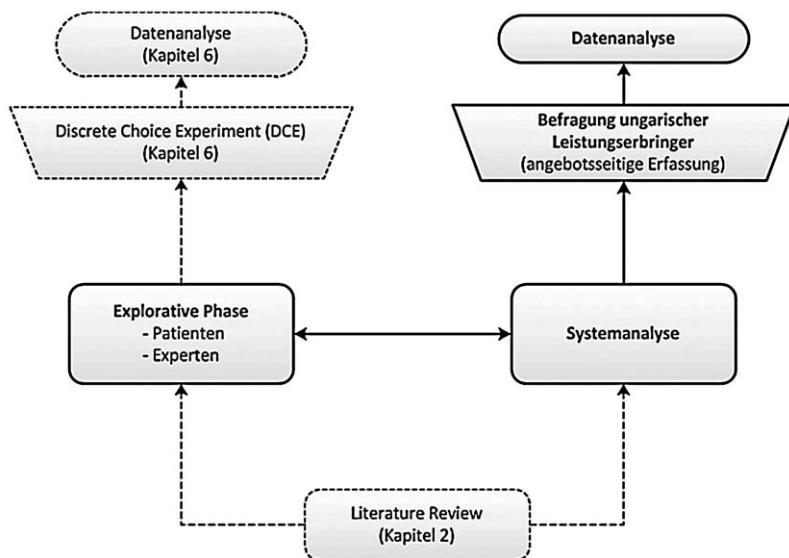 Datenanalyse
(Kapitel 6)
Datenanalyse
Discrete Choice Experiment (DCE)
(Kapitel 6)
Befragung ungarischer
Leistungserbringer
(angebotsseitige Erfassung)
Explorative Phase
- Patienten
- Experten
Systemanalyse
Literature Review
(Kapitel 2)